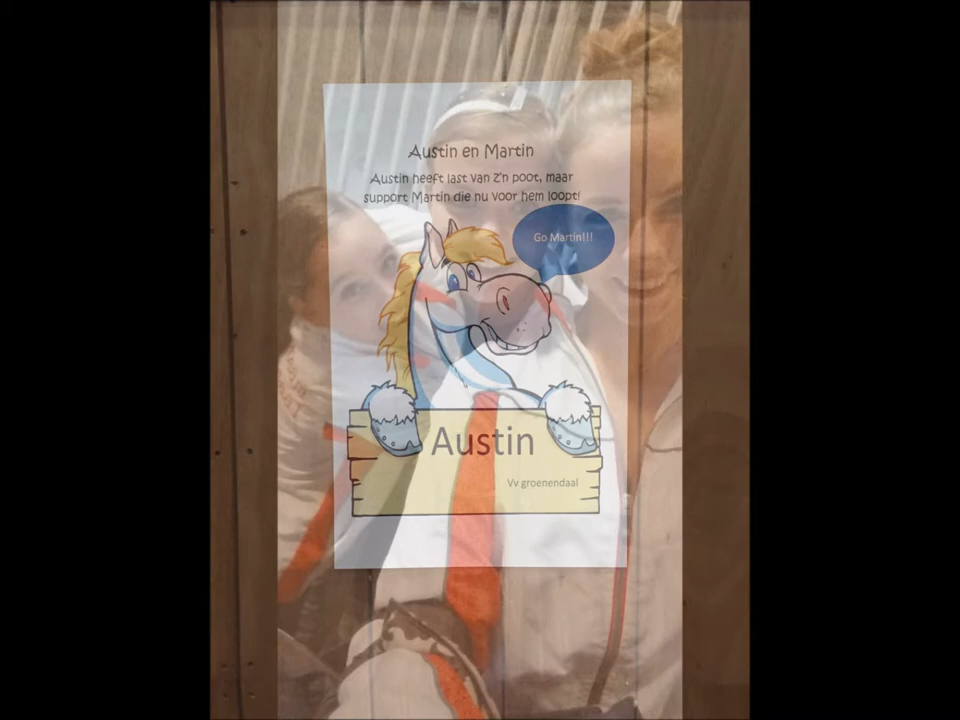 Austin en Martin
Austin heeft last van z'n poot, maar
support Martin die nu voor hem loopt!
Go Martin!!!
Austin
Vv groenendaal